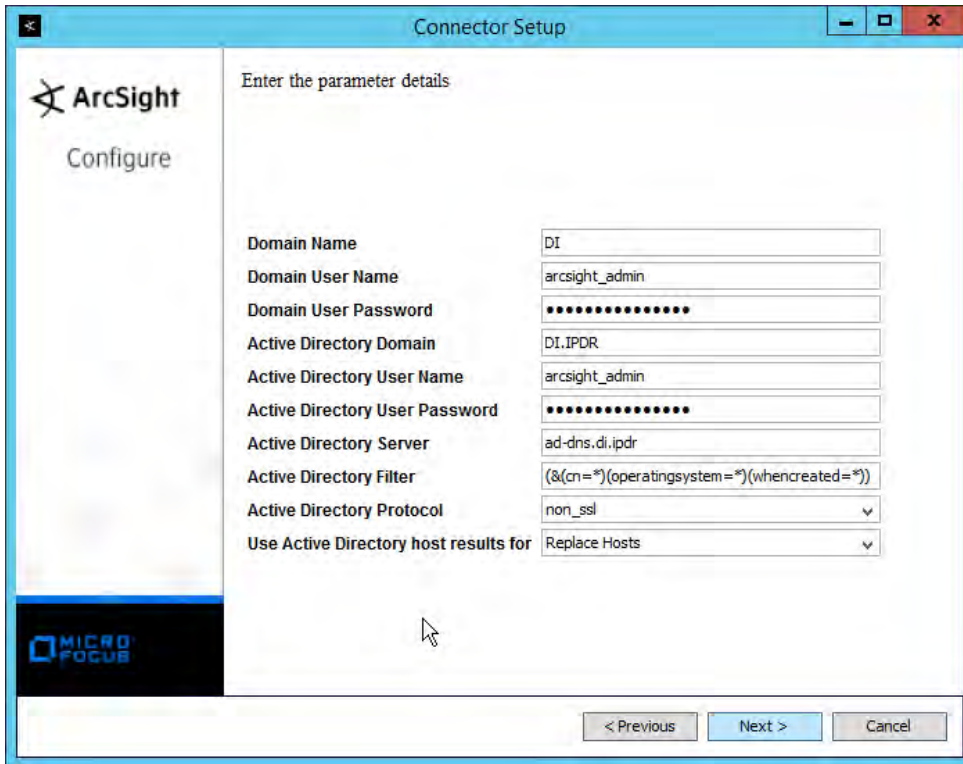 Connector Setup
ArcSight
Configure
Enter the parameter details
Domain Name DI
Domain User Name arcsight_admin
Domain User Password •••••••••••••••
Active Directory Domain DI.IPDR
Active Directory User Name arcsight_admin
Active Directory User Password •••••••••••••••
Active Directory Server ad-dns.di.ipdr
Active Directory Filter (&(cn=*)(operatingsystem=*)(whencreated=*))
Active Directory Protocol non_ssl
Use Active Directory host results for Replace Hosts
MICRO
FOCUS
< Previous Next > Cancel